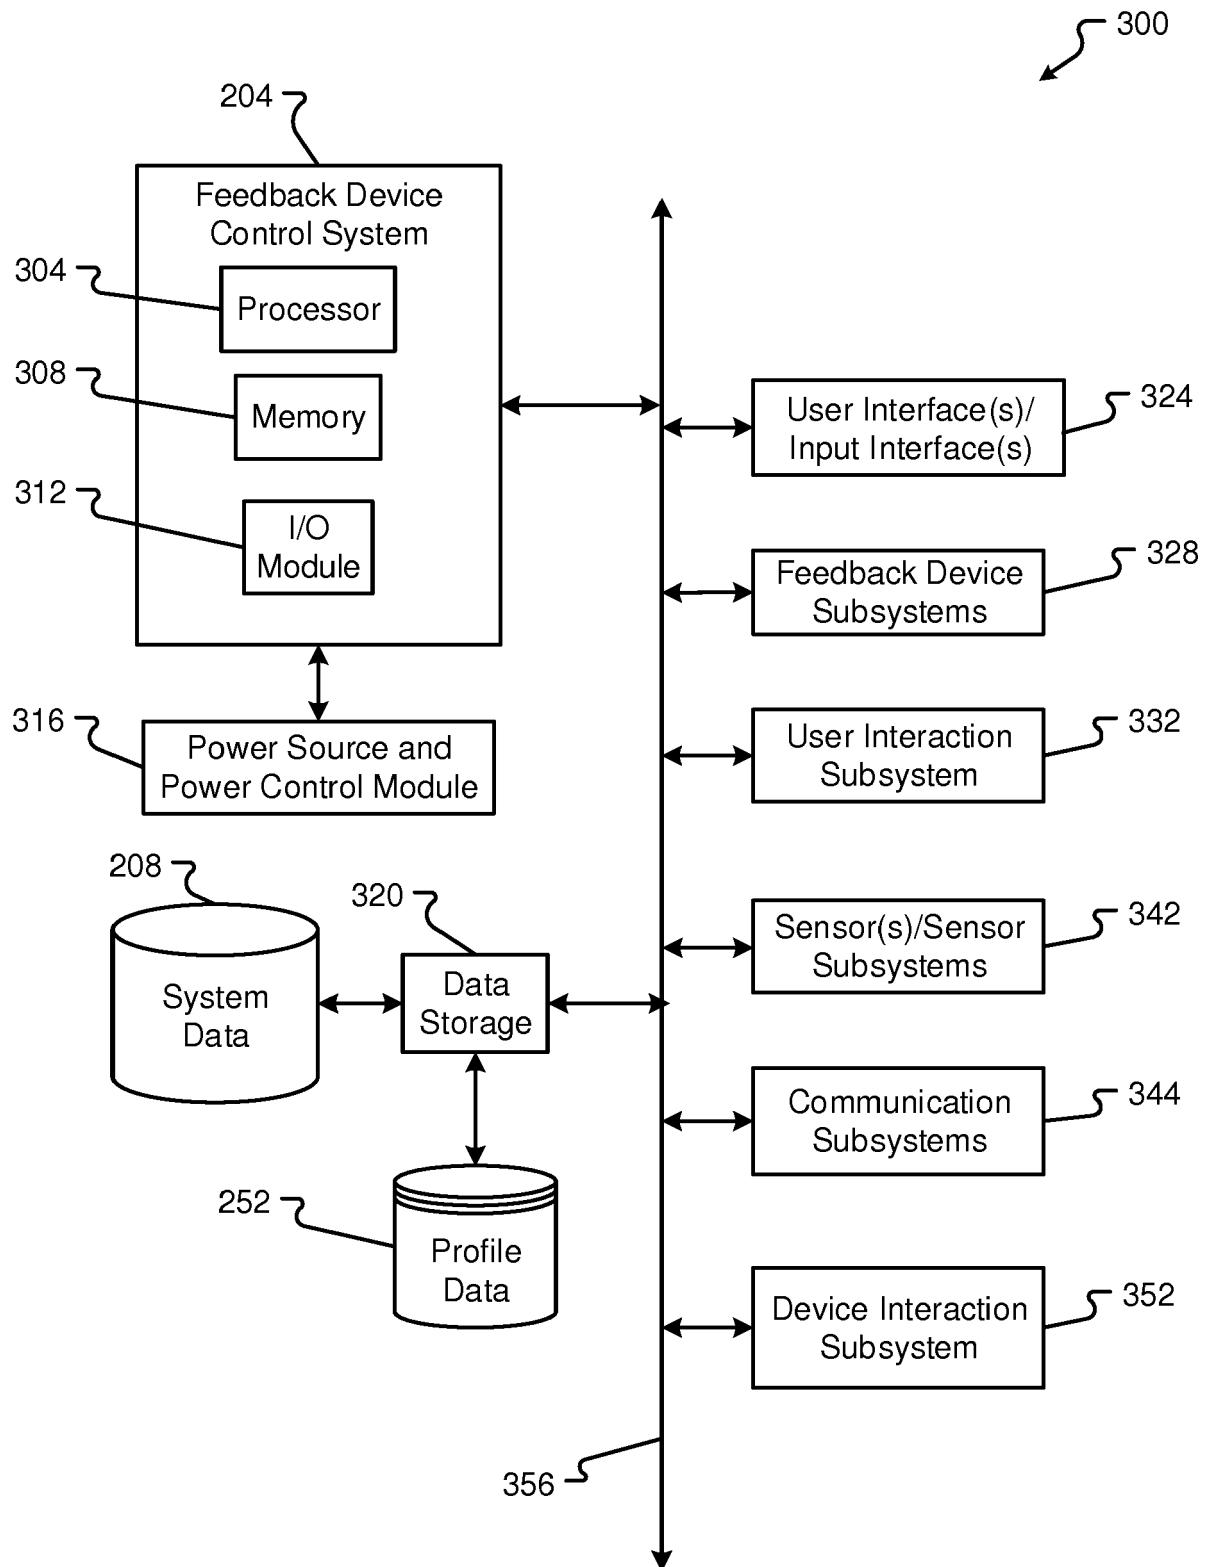 300
204
Feedback Device
Control System
304
Processor
308
Memory
312
I/O
Module
316
Power Source and
Power Control Module
208
System
Data
320
Data
Storage
252
Profile
Data
User Interface(s)/
Input Interface(s)
324
Feedback Device
Subsystems
328
User Interaction
Subsystem
332
Sensor(s)/Sensor
Subsystems
342
Communication
Subsystems
344
Device Interaction
Subsystem
352
356